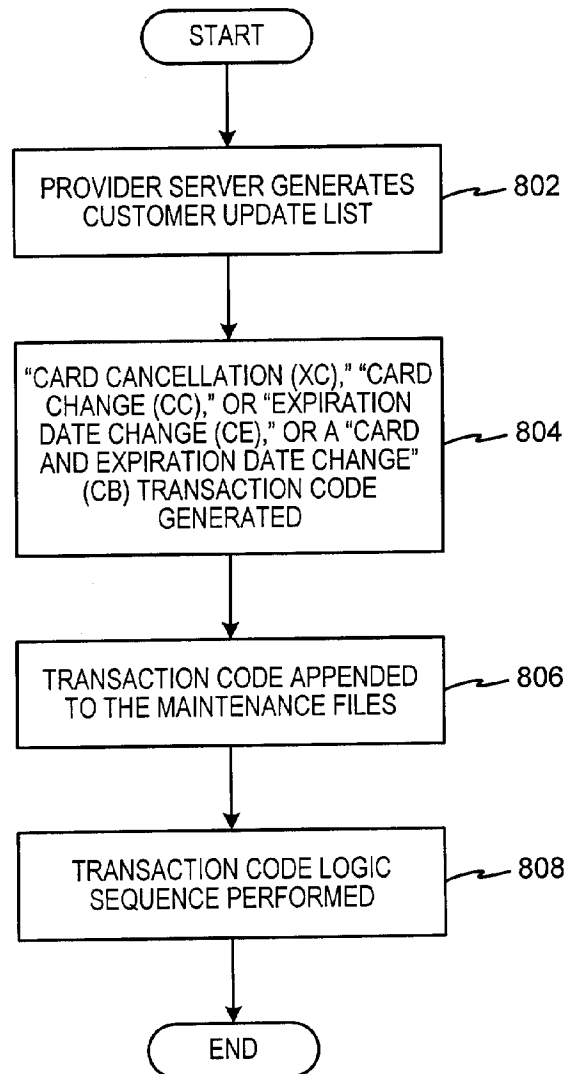 START
PROVIDER SERVER GENERATES
CUSTOMER UPDATE LIST
802
"CARD CANCELLATION (XC)," "CARD
CHANGE (CC)," OR "EXPIRATION
DATE CHANGE (CE)," OR A "CARD
AND EXPIRATION DATE CHANGE"
(CB) TRANSACTION CODE
GENERATED
804
TRANSACTION CODE APPENDED
TO THE MAINTENANCE FILES
806
TRANSACTION CODE LOGIC
SEQUENCE PERFORMED
808
END